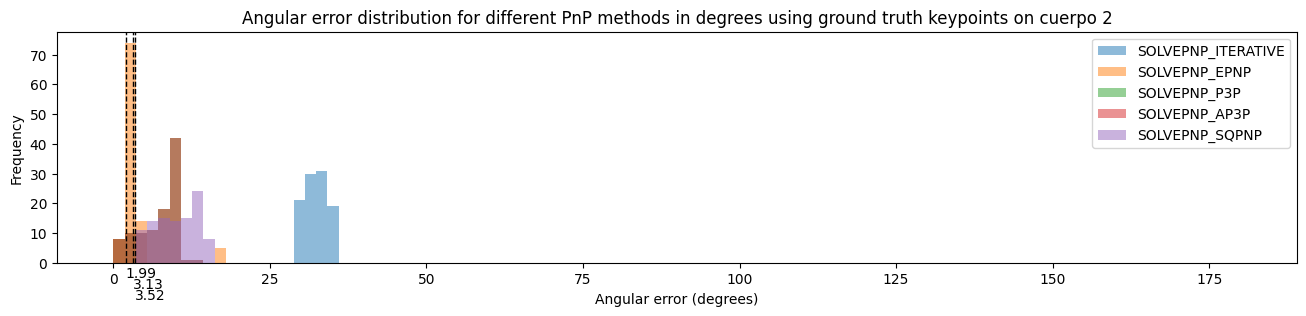 Angular error distribution for different PnP methods in degrees using ground truth keypoints on cuerpo 2
Frequency
70
60
50
40
30
20
10
0
SOLVEPNP_ITERATIVE
SOLVEPNP_EPNP
SOLVEPNP_P3P
SOLVEPNP_AP3P
SOLVEPNP_SQPNP
0 25 50 75 100 125 150 175
1.99
3.13
3.52
Angular error (degrees)